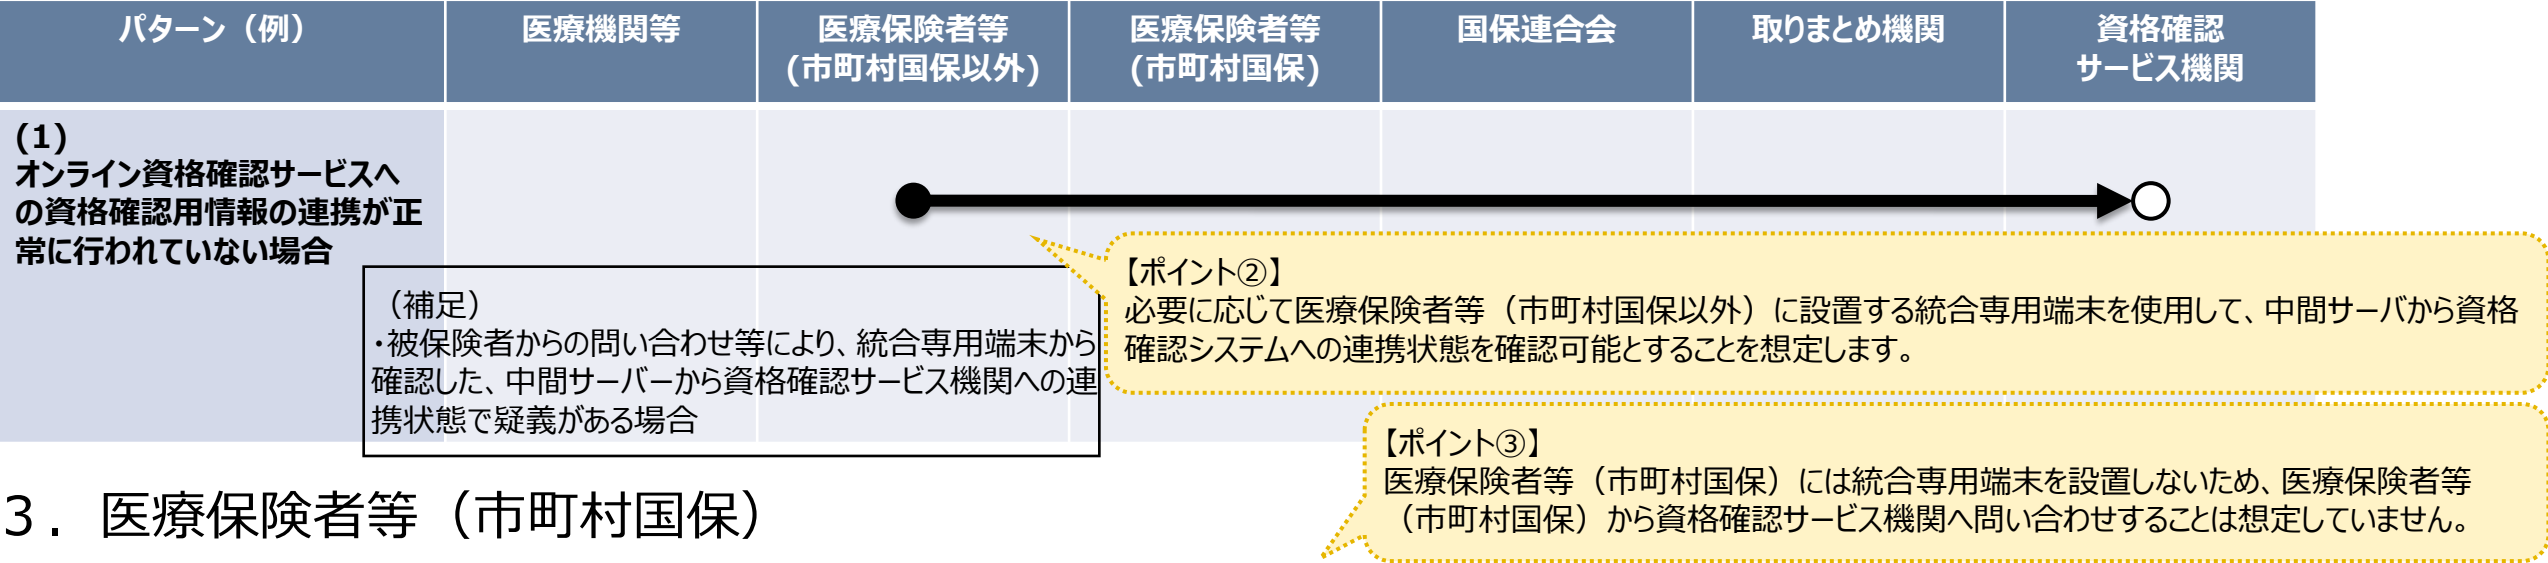 パターン（例）
医療機関等
医療保険者等
(市町村国保以外)
医療保険者等
(市町村国保)
国保連合会
取りまとめ機関
資格確認
サービス機関
(1)
オンライン資格確認サービスへ
の資格確認用情報の連携が正
常に行われていない場合
（補足）
・被保険者からの問い合わせ等により、統合専用端末から
確認した、中間サーバーから資格確認サービス機関への連
携状態で疑義がある場合
【ポイント②】
必要に応じて医療保険者等（市町村国保以外）に設置する統合専用端末を使用して、中間サーバから資格
確認システムへの連携状態を確認可能とすることを想定します。
【ポイント③】
医療保険者等（市町村国保）には統合専用端末を設置しないため、医療保険者等
（市町村国保）から資格確認サービス機関へ問い合わせすることは想定していません。
３．医療保険者等（市町村国保）